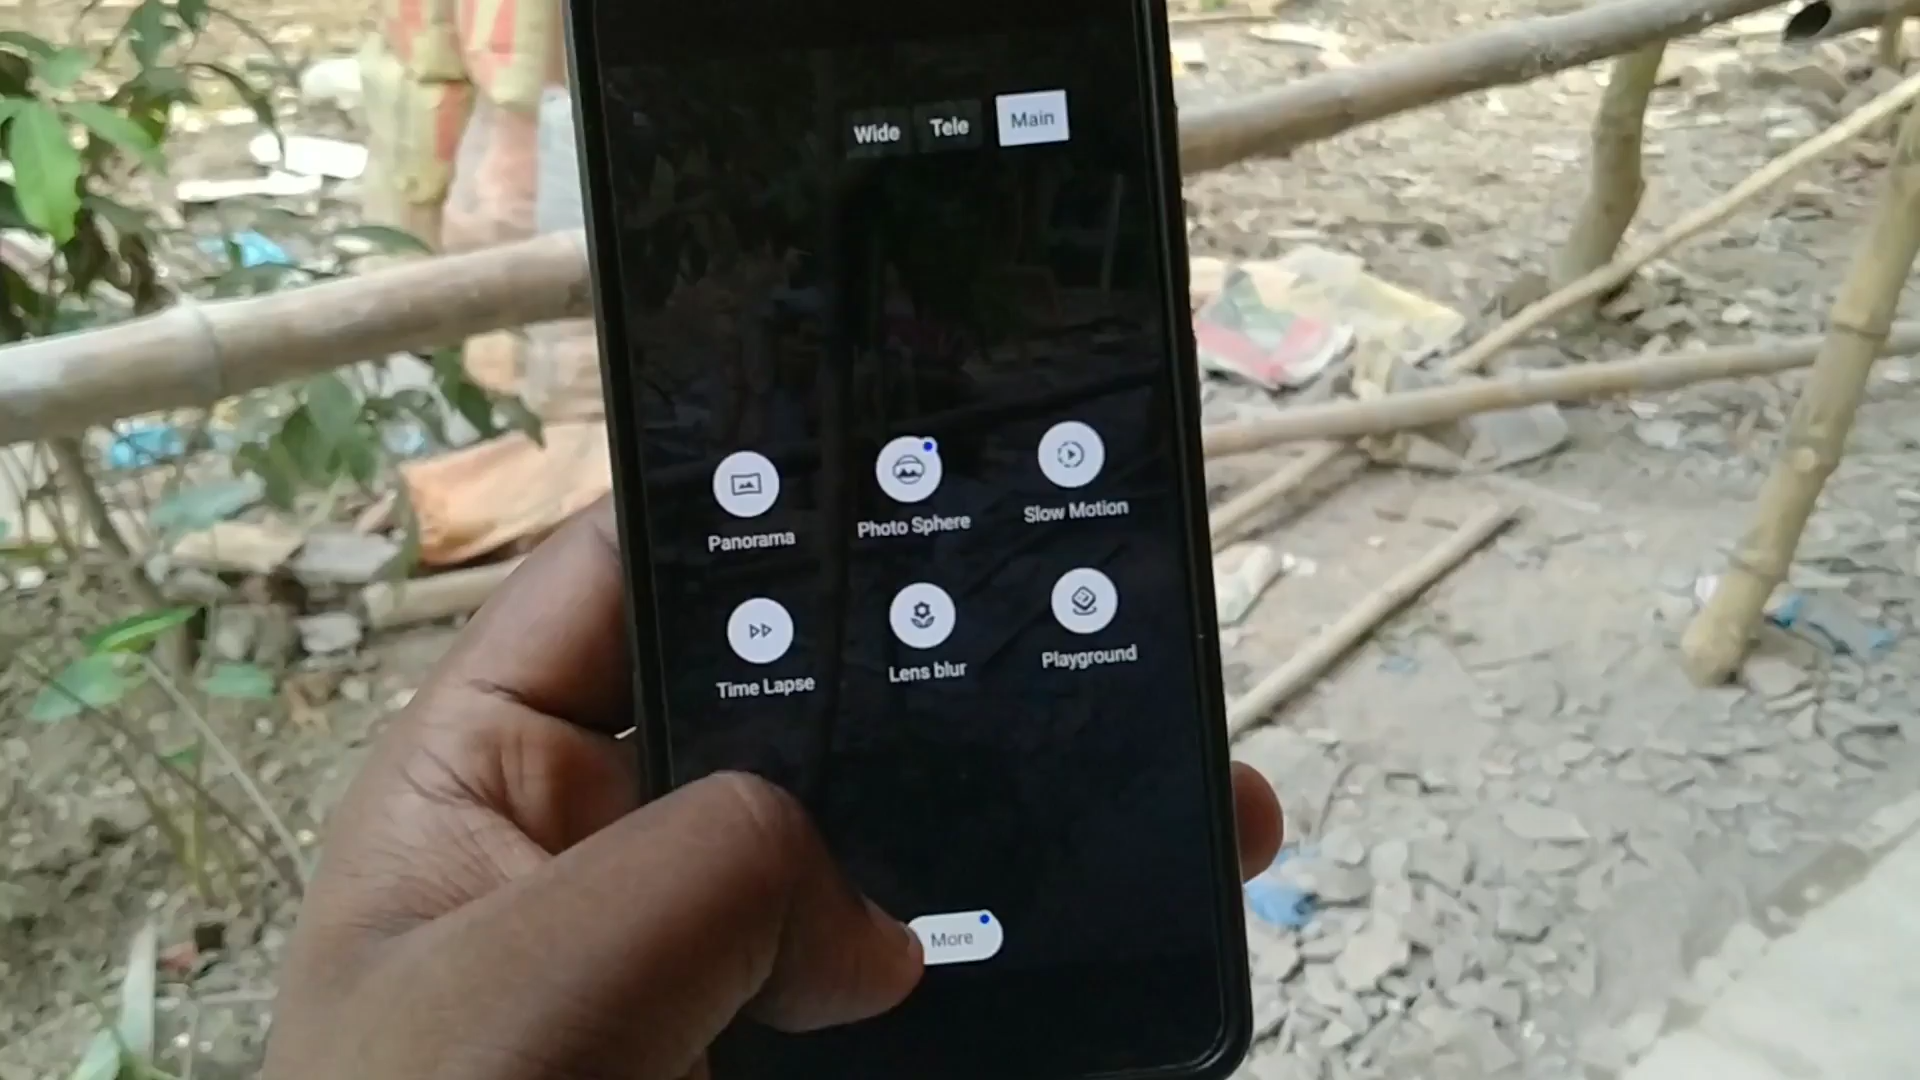 Wide Tele Main
Panorama Photo Sphere Slow Motion
Time Lapse Lens blur Playground
More